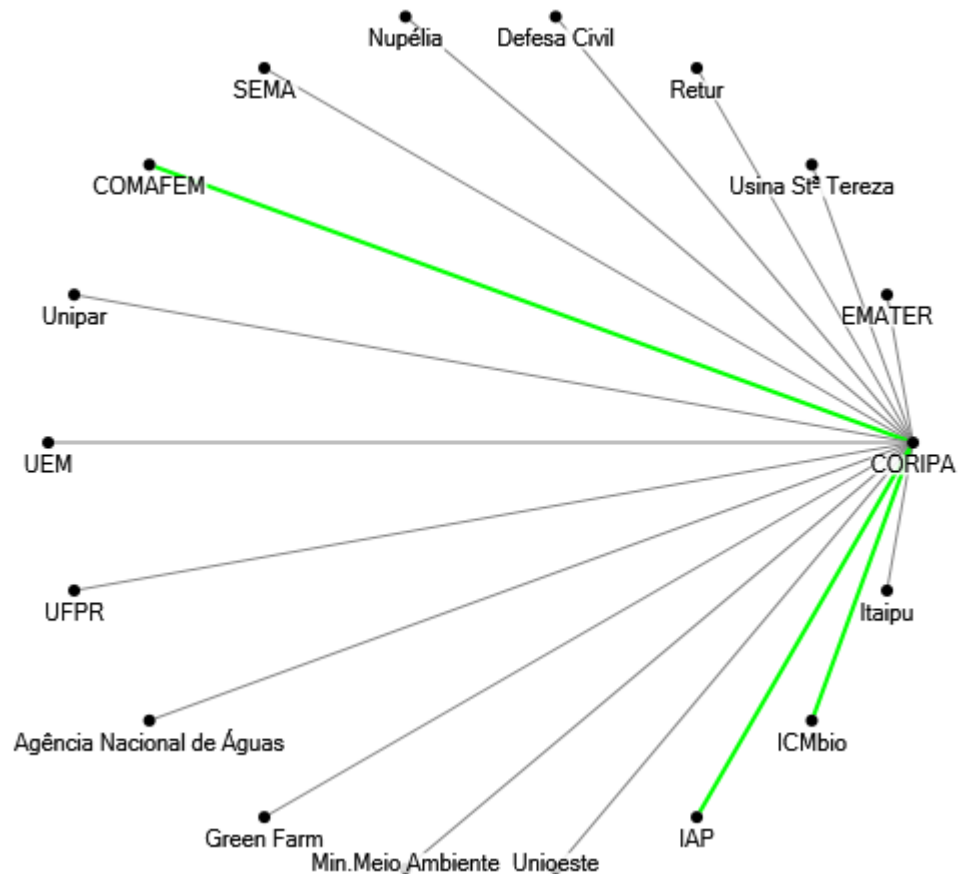 Nupélia
Defesa Civil
SEMA
Retur
COMAFEM
Usina Stª Tereza
Unipar
EMATER
UEM
CORIPA
UFPR
Itaipu
Agência Nacional de Águas
ICMbio
Green Farm
IAP
Min.Meio Ambiente
Unioeste